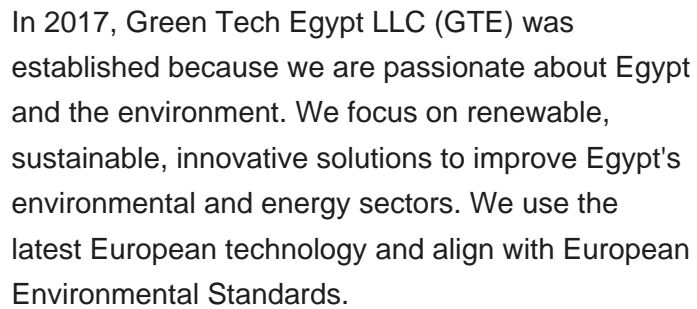 In 2017, Green Tech Egypt LLC (GTE) was
established because we are passionate about Egypt
and the environment. We focus on renewable,
sustainable, innovative solutions to improve Egypt's
environmental and energy sectors. We use the
latest European technology and align with European
Environmental Standards.